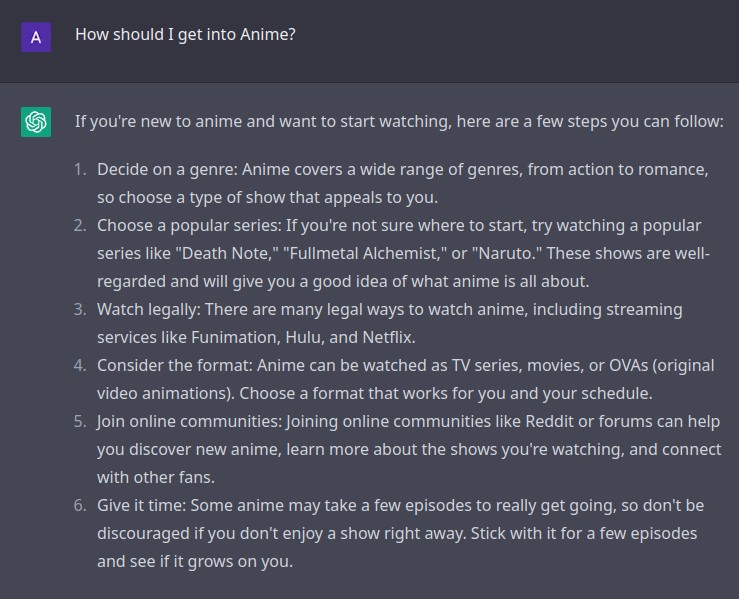 A
How should I get into Anime?
If you're new to anime and want to start watching, here are a few steps you can follow:
1. Decide on a genre: Anime covers a wide range of genres, from action to romance,
so choose a type of show that appeals to you.
2. Choose a popular series: If you're not sure where to start, try watching a popular
series like "Death Note," "Fullmetal Alchemist," or "Naruto." These shows are well-
regarded and will give you a good idea of what anime is all about.
3. Watch legally: There are many legal ways to watch anime, including streaming
services like Funimation, Hulu, and Netflix.
4. Consider the format: Anime can be watched as TV series, movies, or OVAs (original
video animations). Choose a format that works for you and your schedule.
5. Join online communities: Joining online communities like Reddit or forums can help
you discover new anime, learn more about the shows you're watching, and connect
with other fans.
6. Give it time: Some anime may take a few episodes to really get going, so don't be
discouraged if you don't enjoy a show right away. Stick with it for a few episodes
and see if it grows on you.